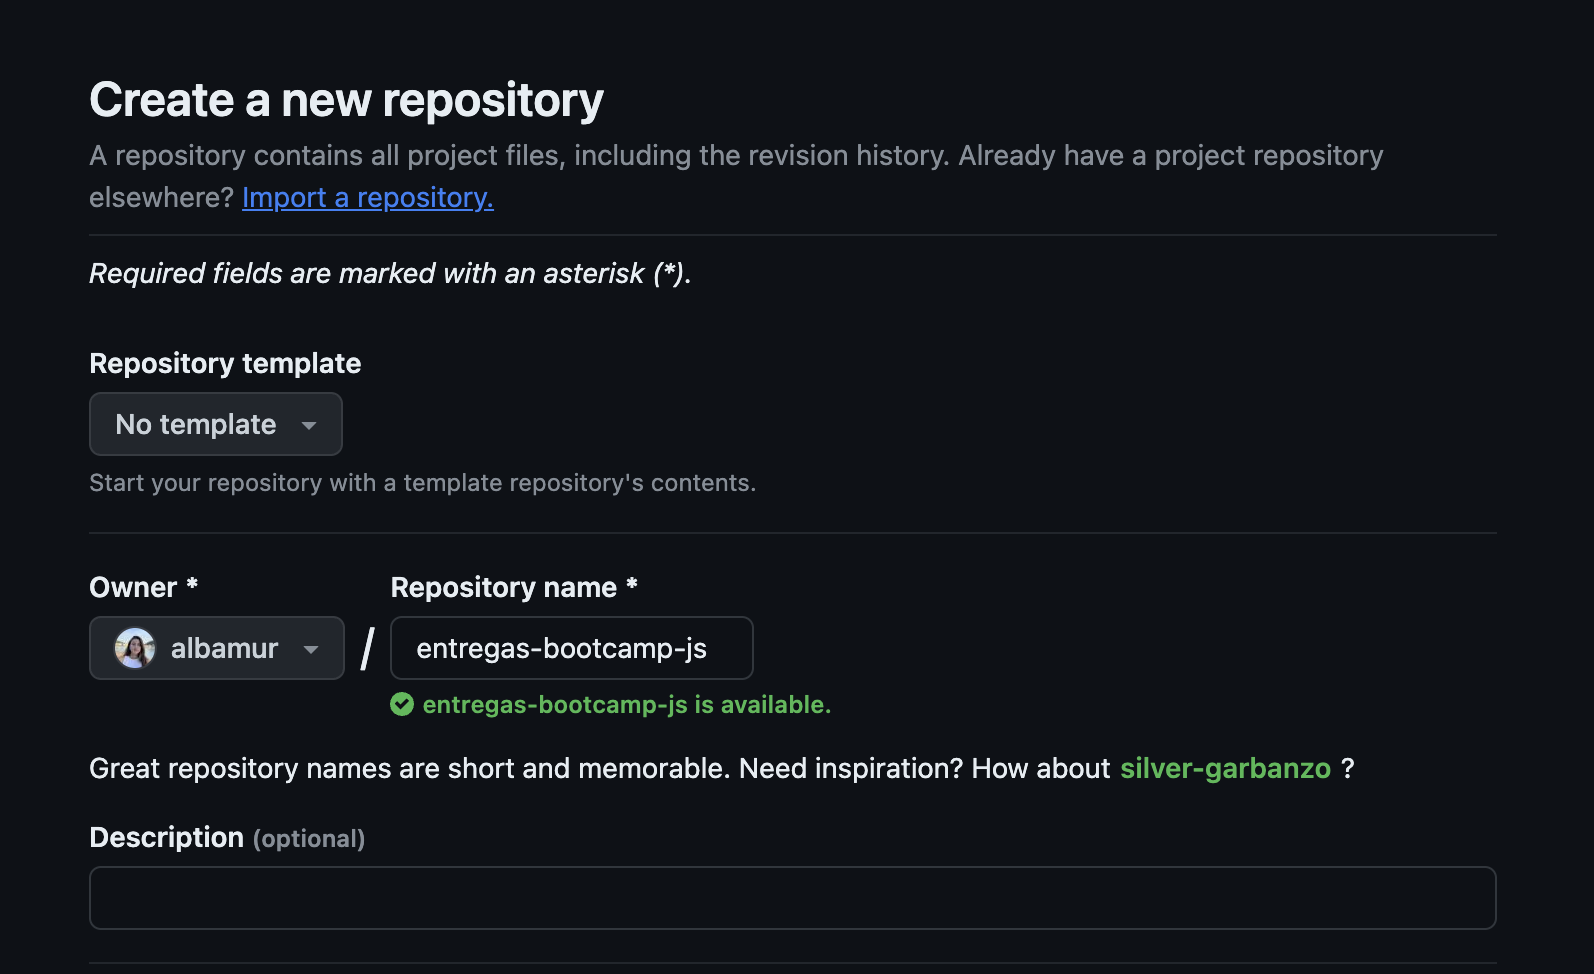 Create a new repository
A repository contains all project files, including the revision history. Already have a project repository
elsewhere? Import a repository.
Required fields are marked with an asterisk (*).
Repository template
No template
Start your repository with a template repository's contents.
Owner *
Repository name *
albamur
/
entregas-bootcamp-js
entregas-bootcamp-js is available.
Great repository names are short and memorable. Need inspiration? How about silver-garbanzo ?
Description (optional)